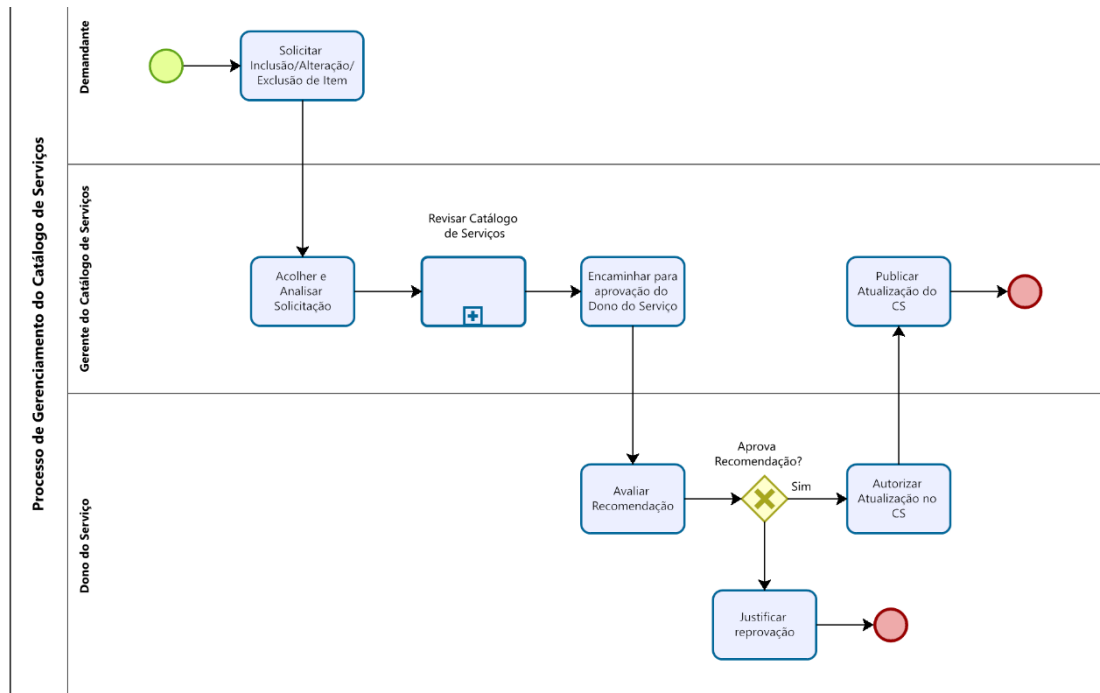 Processo de Gerenciamento do Catálogo de Serviços
Demandante
Solicitar
Inclusão/Alteração/
Exclusão de Item
Gerente do Catálogo de Serviços
Acolher e
Analisar
Solicitação
Revisar Catálogo
de Serviços
Encaminhar para
aprovação do
Dono do Serviço
Publicar
Atualização do
CS
Dono do Serviço
Avaliar
Recomendação
Aprova
Recomendação?
Sim
Autorizar
Atualização no
CS
Justificar
reprovação